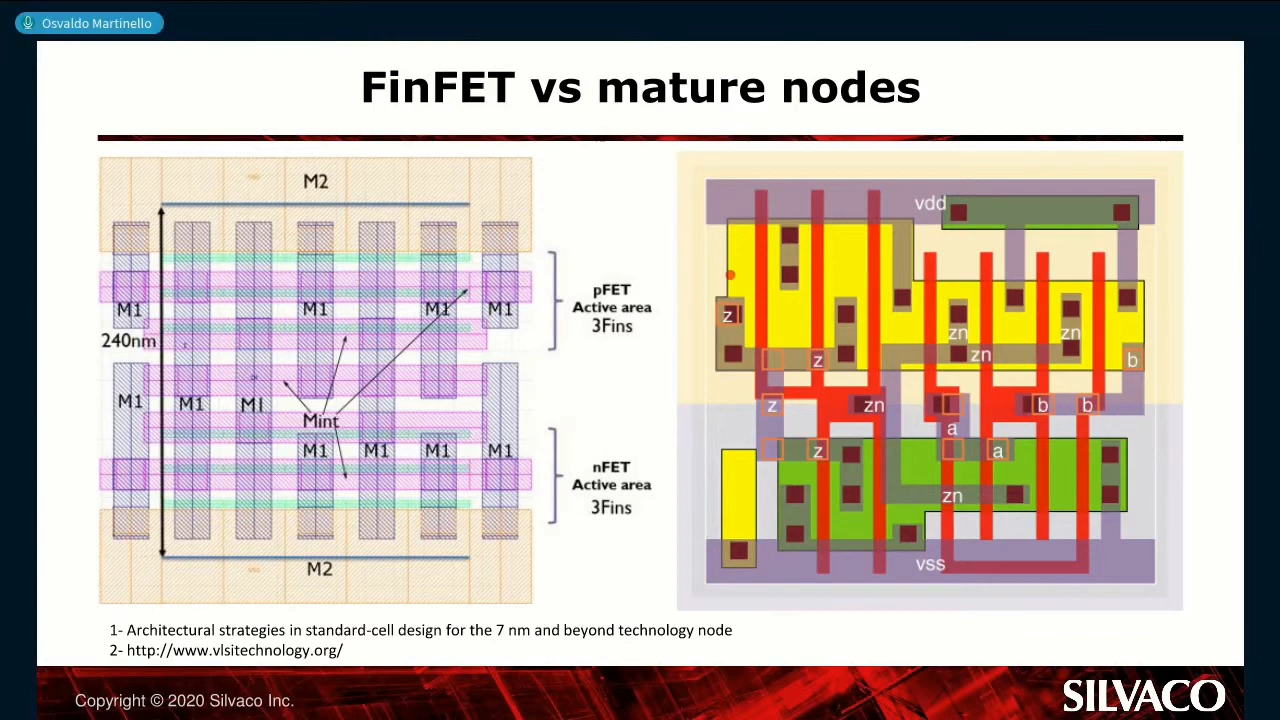 Osvaldo Martinello
FinFET vs mature nodes
M2
M1
M1
M1
M1
240nm
M1
M1
M1
Mint
M1
M1
M1
M1
M2
pFET
Active area
3Fins
nFET
Active area
3Fins
vdd
z
zn
zn
z
zn
b
z
zn
b
b
a
z
a
zn
vss
1- Architectural strategies in standard-cell design for the 7 nm and beyond technology node
2- http://www.vlsitechnology.org/
Copyright © 2020 Silvaco Inc.
SILVACO